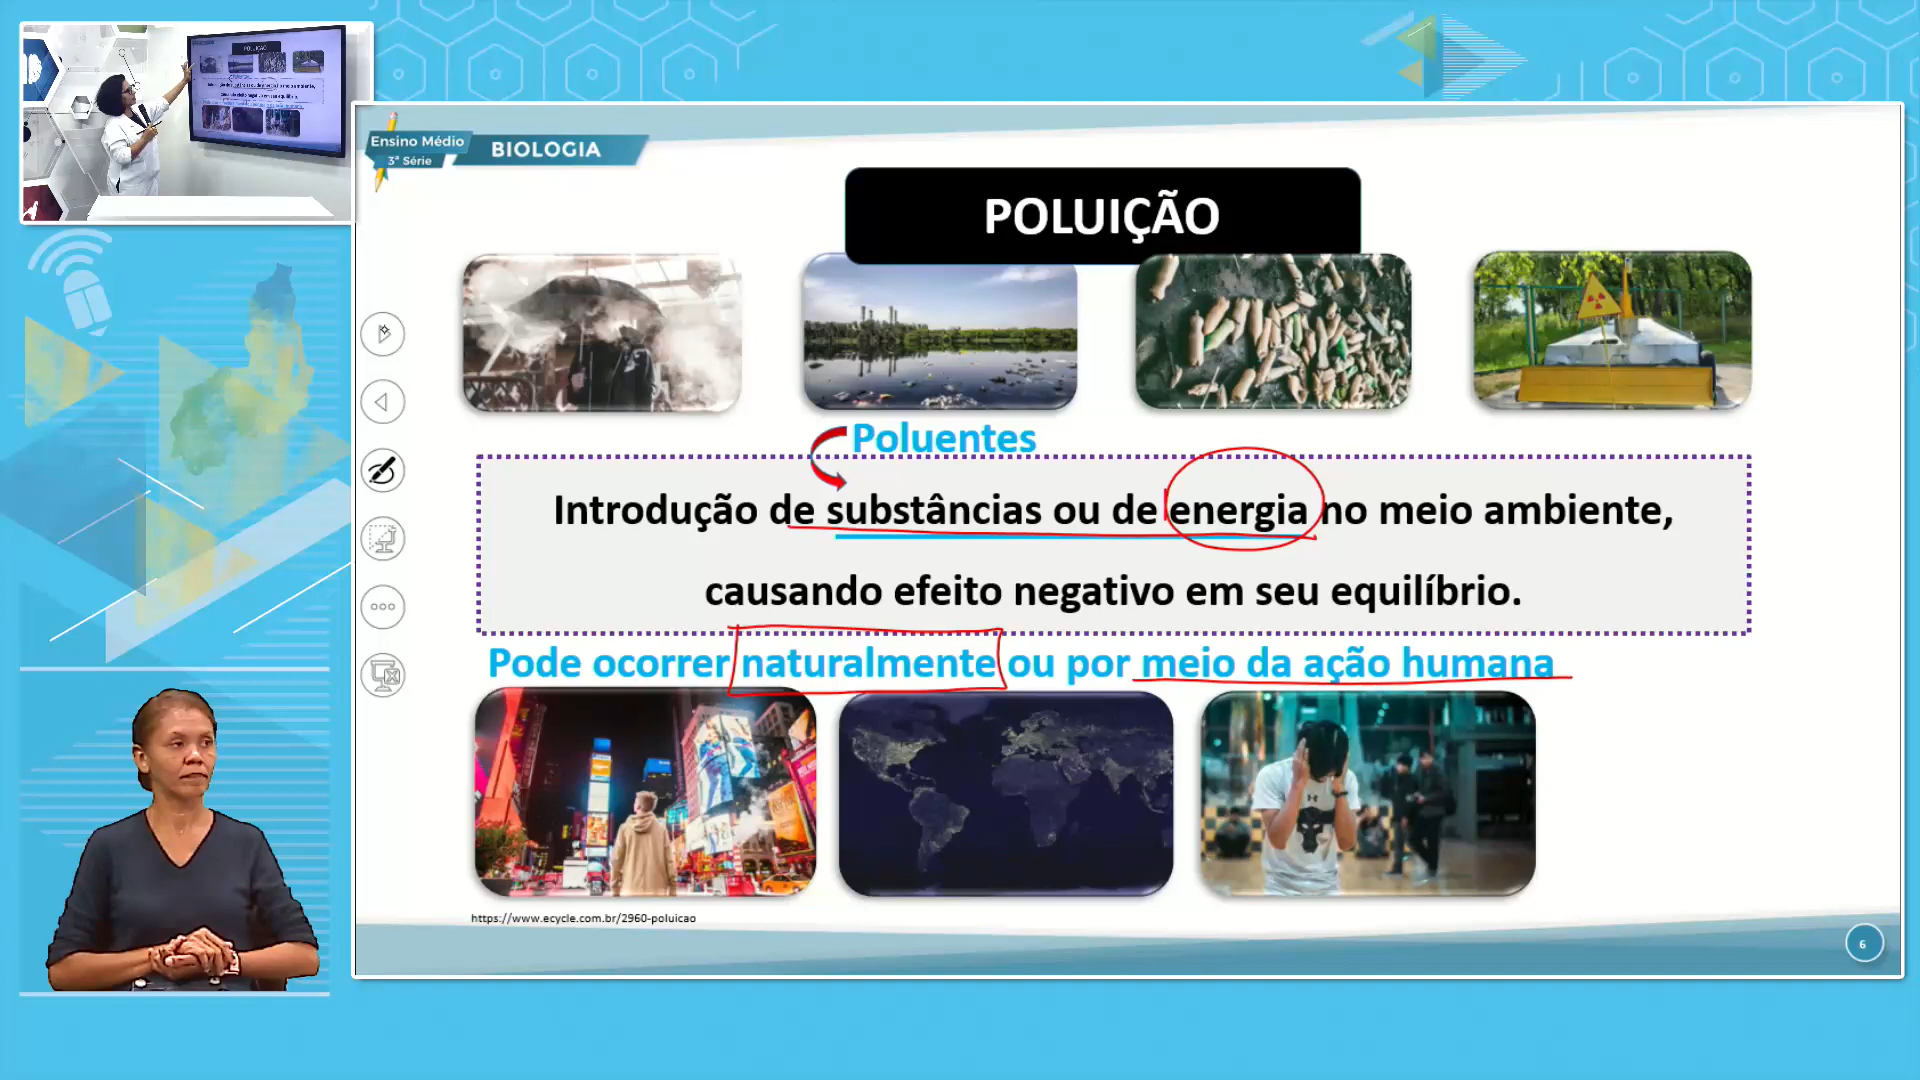 Ensino Médio
3ª Série
BIOLOGIA
POLUIÇÃO
Poluentes
Introdução de substâncias ou de energia no meio ambiente,
causando efeito negativo em seu equilíbrio.
Pode ocorrer naturalmente ou por meio da ação humana
https://www.ecycle.com.br/2960-poluicao
6